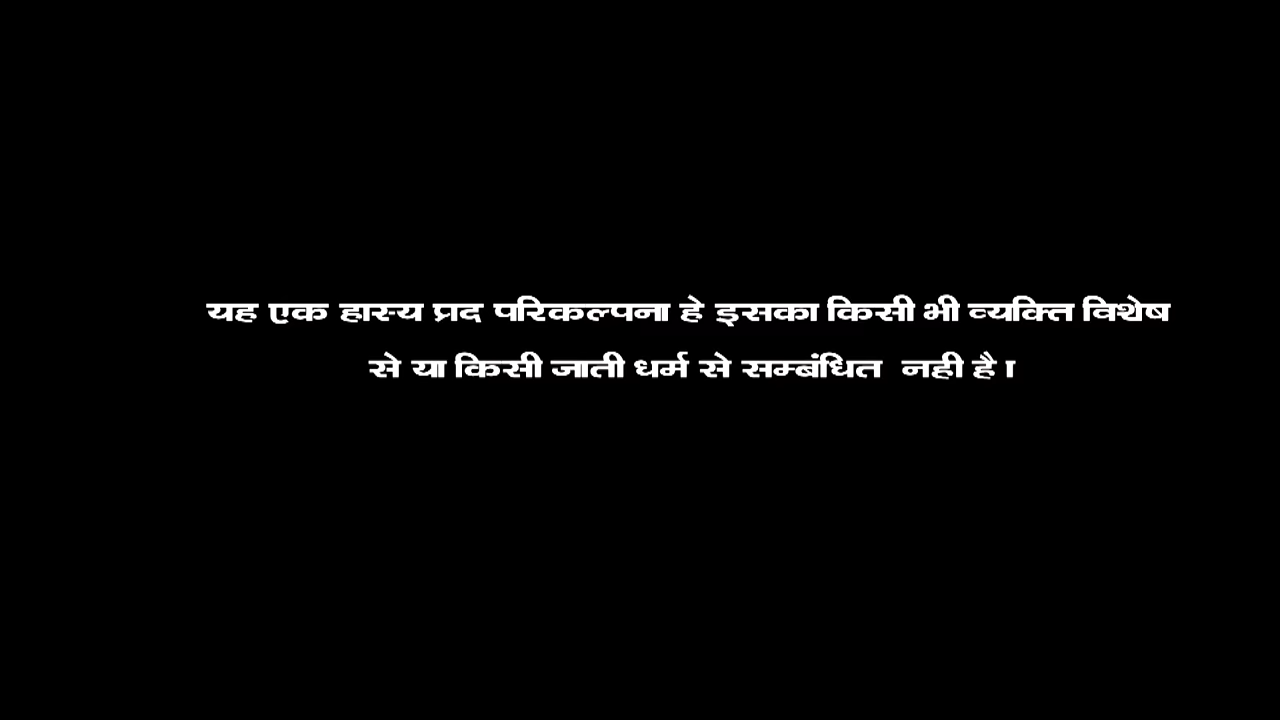 यह एक हास्य प्रद परिकल्पना हे इसका किसी भी व्यक्ति विशेष
से या किसी जाती धर्म से सम्बंधित नही है।